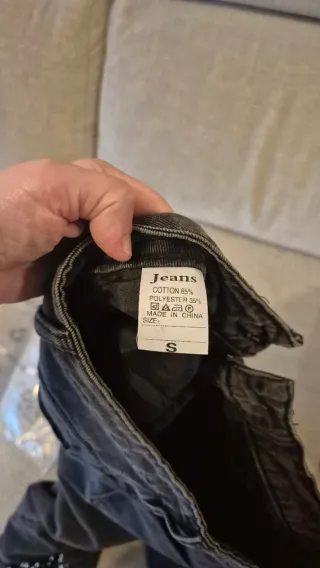 Jeans
COTTON 65%
POLYESTER 35%
MADE IN CHINA
SIZE:
S